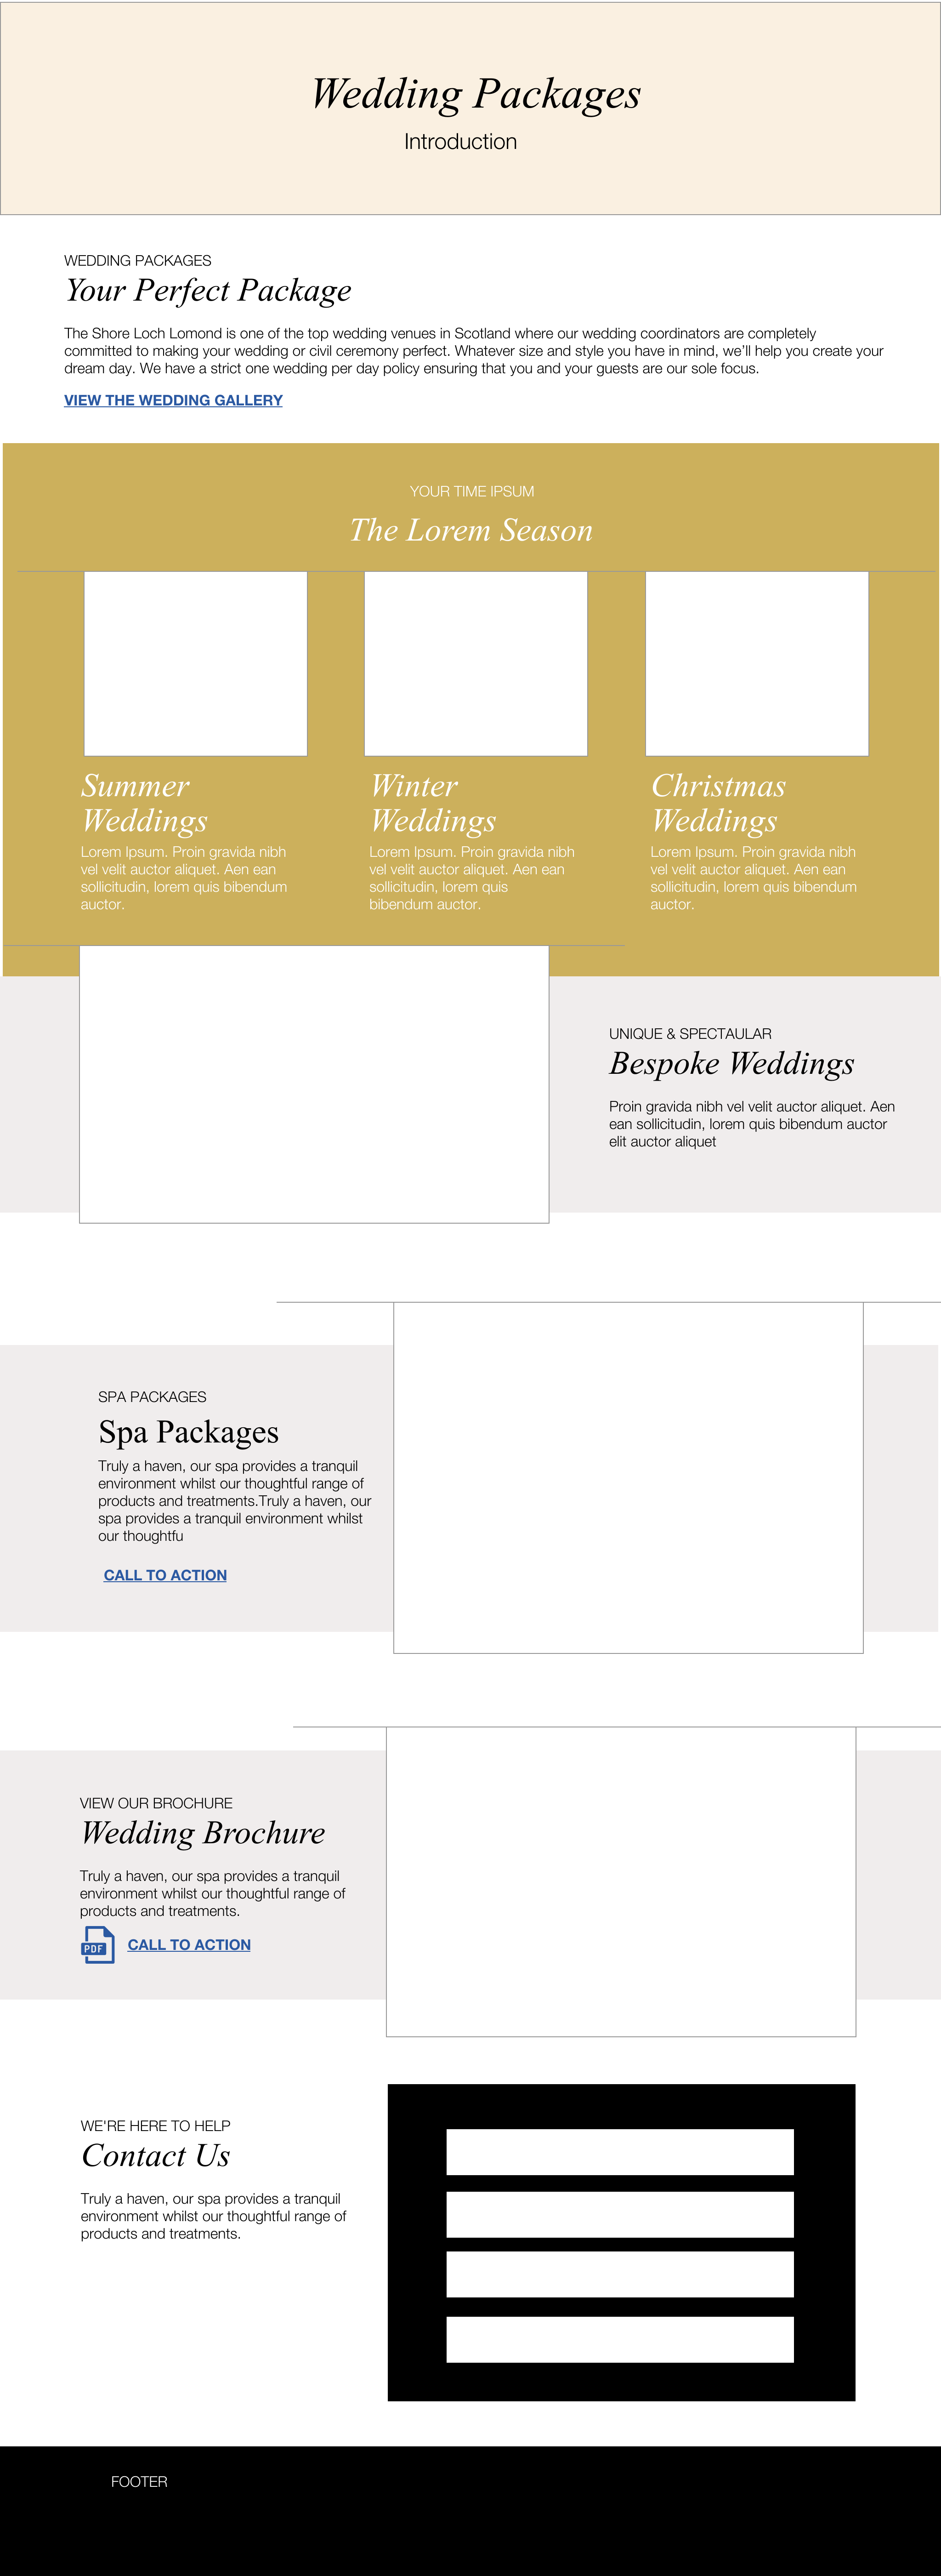 Wedding Packages
Introduction
WEDDING PACKAGES
Your Perfect Package
The Shore Loch Lomond is one of the top wedding venues in Scotland where our wedding coordinators are completely
committed to making your wedding or civil ceremony perfect. Whatever size and style you have in mind, we'll help you create your
dream day. We have a strict one wedding per day policy ensuring that you and your guests are our sole focus.
VIEW THE WEDDING GALLERY
YOUR TIME IPSUM
The Lorem Season
Summer
Weddings
Lorem Ipsum. Proin gravida nibh
vel velit auctor aliquet. Aen ean
sollicitudin, lorem quis bibendum
auctor.
Winter
Weddings
Lorem Ipsum. Proin gravida nibh
vel velit auctor aliquet. Aen ean
sollicitudin, lorem quis
bibendum auctor.
Christmas
Weddings
Lorem Ipsum. Proin gravida nibh
vel velit auctor aliquet. Aen ean
sollicitudin, lorem quis bibendum
auctor.
UNIQUE & SPECTAULAR
Bespoke Weddings
Proin gravida nibh vel velit auctor aliquet. Aen
ean sollicitudin, lorem quis bibendum auctor
elit auctor aliquet
SPA PACKAGES
Spa Packages
Truly a haven, our spa provides a tranquil
environment whilst our thoughtful range of
products and treatments.Truly a haven, our
spa provides a tranquil environment whilst
our thoughtfu
CALL TO ACTION
VIEW OUR BROCHURE
Wedding Brochure
Truly a haven, our spa provides a tranquil
environment whilst our thoughtful range of
products and treatments.
PDF
CALL TO ACTION
WE'RE HERE TO HELP
Contact Us
Truly a haven, our spa provides a tranquil
environment whilst our thoughtful range of
products and treatments.
FOOTER